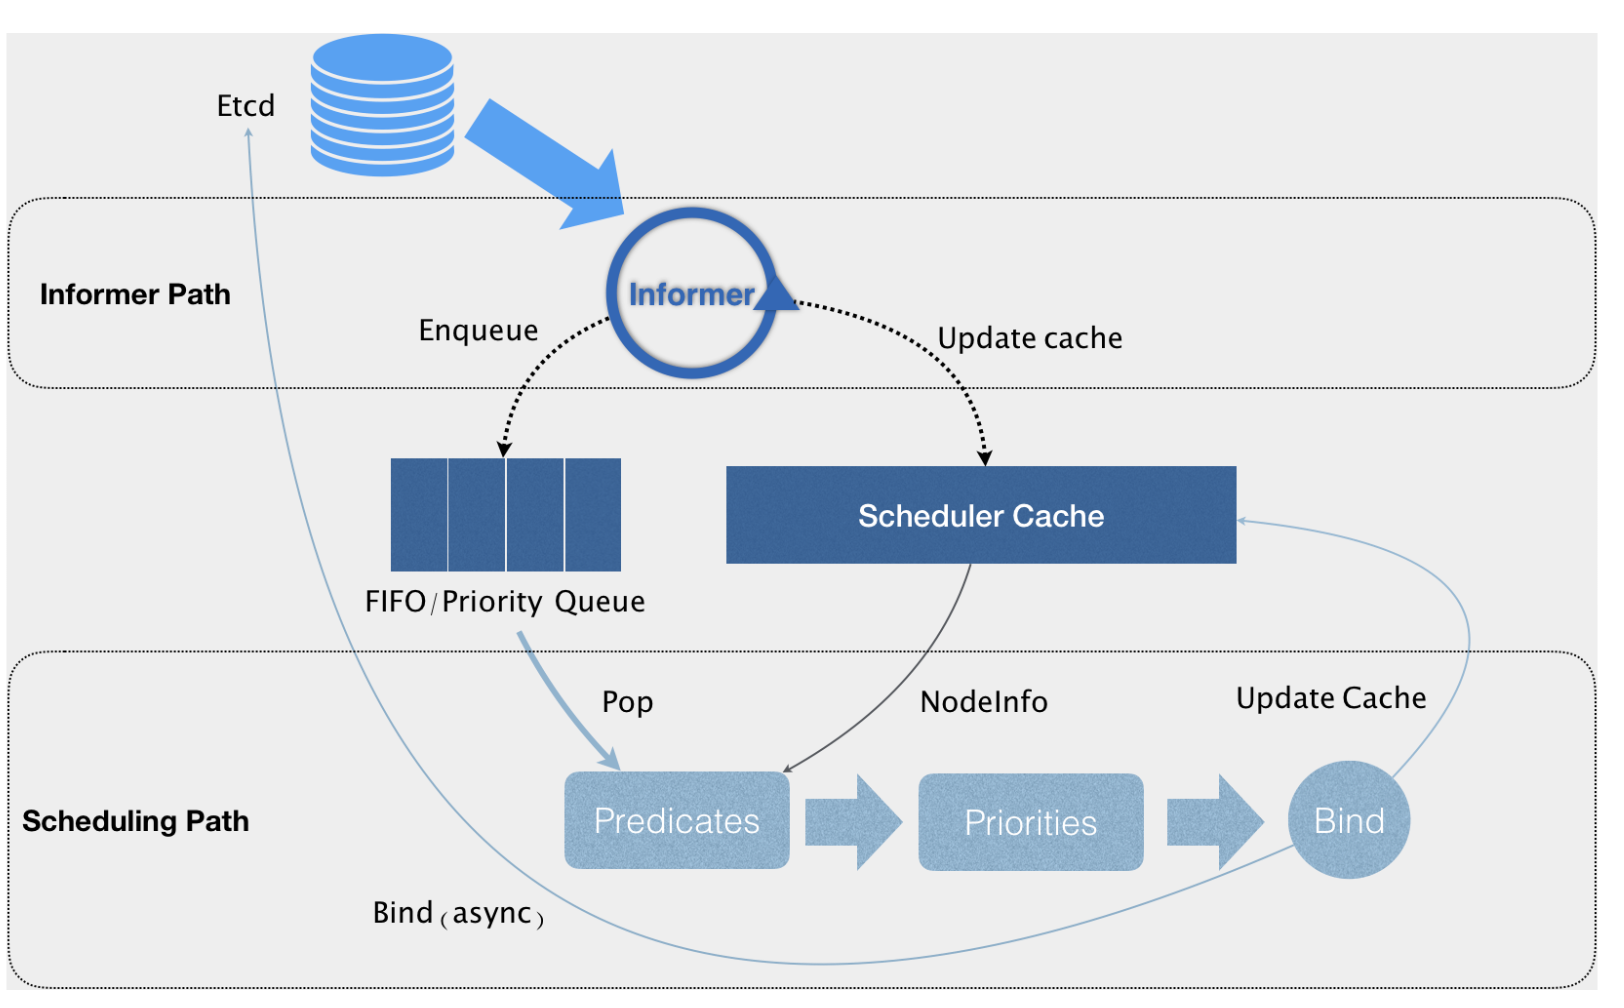 Etcd
Informer Path
Informer
Enqueue
Update cache
Scheduler Cache
FIFO/Priority Queue
Pop
NodeInfo
Update Cache
Scheduling Path
Predicates
Priorities
Bind
Bind(async)